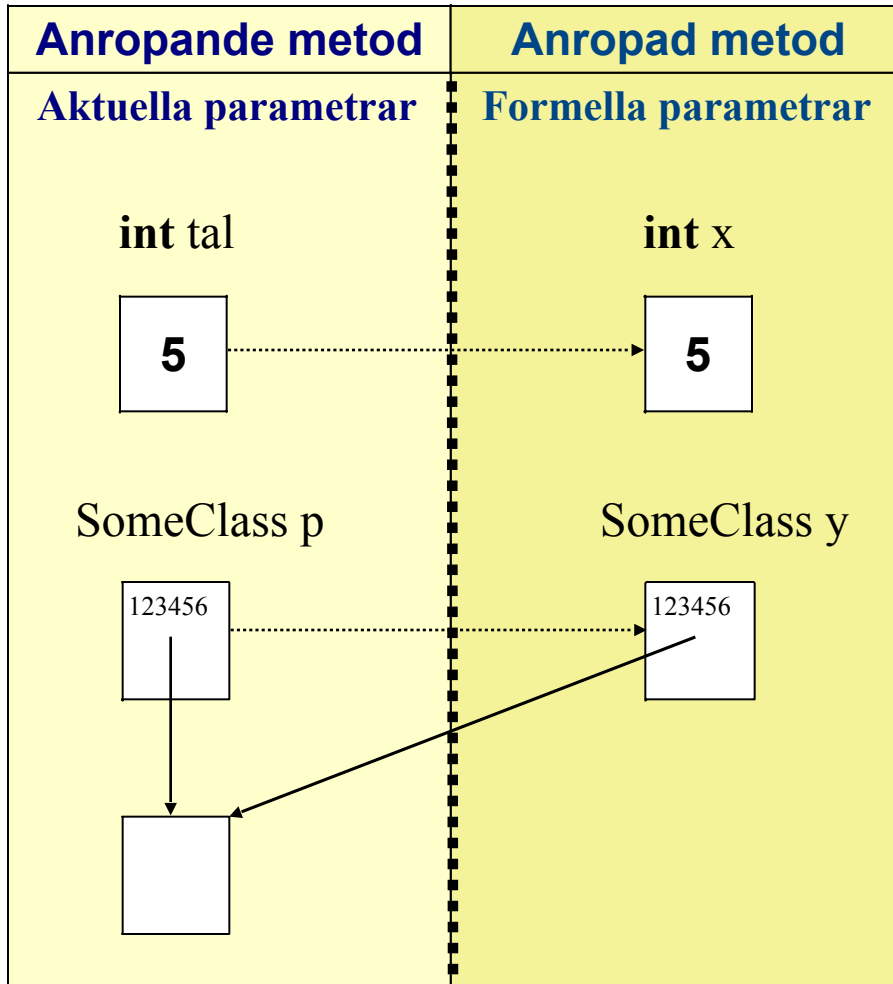 Anropande metod Anropad metod
Aktuella parametrar Formella parametrar
int tal int x
5 5
SomeClass p SomeClass y
123456 123456